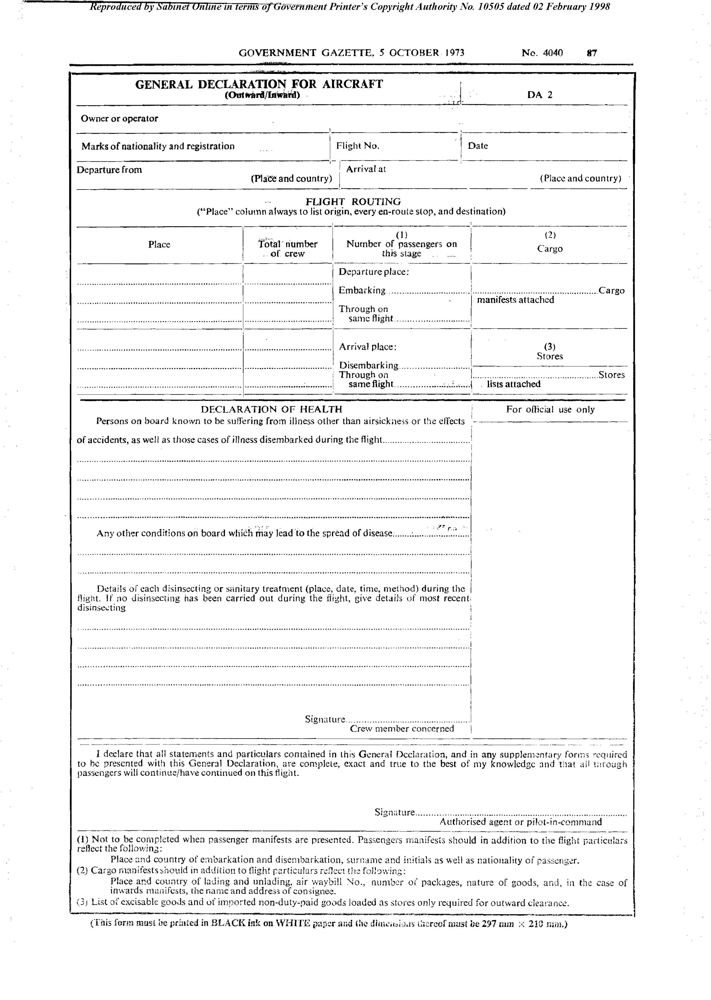 Reproduced by Sabinet Online in terms of Government Printer's Copyright Authority No. 10505 dated 02 February 1998
GOVERNMENT GAZETTE, 5 OCTOBER 1973 No. 4040 87
GENERAL DECLARATION FOR AIRCRAFT
(Outward/Inward)
DA 2
Owner or operator
Marks of nationality and registration
Flight No.
Date
Departure from
(Place and country)
Arrival at
(Place and country)
FLIGHT ROUTING
("Place" column always to list origin, every en-route stop, and destination)
Place
Total number
of crew
(1)
Number of passengers on
this stage
(2)
Cargo
Departure place:
Embarking
Cargo
manifests attached
Through on
same flight
Arrival place:
(3)
Stores
Disembarking
Through on
same flight
Stores
lists attached
DECLARATION OF HEALTH
For official use only
Persons on board known to be suffering from illness other than airsickness or the effects
of accidents, as well as those cases of illness disembarked during the flight
Any other conditions on board which may lead to the spread of disease
Details of each disinsecting or sanitary treatment (place, date, time, method) during the
flight. If no disinsecting has been carried out during the flight, give details of most recent
disinsecting
Signature
Crew member concerned
I declare that all statements and particulars contained in this General Declaration, and in any supplementary forms required
to be presented with this General Declaration, are complete, exact and true to the best of my knowledge and that all through
passengers will continue/have continued on this flight.
Signature
Authorised agent or pilot-in-command
(1) Not to be completed when passenger manifests are presented. Passengers manifests should in addition to the flight particulars
reflect the following:
Place and country of embarkation and disembarkation, surname and initials as well as nationality of passenger.
(2) Cargo manifests should in addition to flight particulars reflect the following:
Place and country of lading and unlading, air waybill No., number of packages, nature of goods, and, in the case of
inwards manifests, the name and address of consignee.
(3) List of excisable goods and of imported non-duty-paid goods loaded as stores only required for outward clearance.
(This form must be printed in BLACK ink on WHITE paper and the dimensions thereof must be 297 mm × 210 mm.)